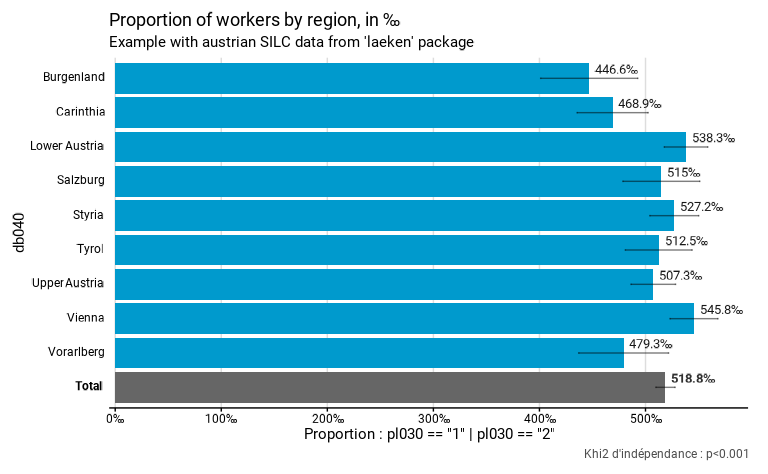 Proportion of workers by region, in ‰
Example with austrian SILC data from 'laeken' package
db040
Burgenland 446.6‰
Carinthia 468.9‰
Lower Austria 538.3‰
Salzburg 515‰
Styria 527.2‰
Tyrol 512.5‰
Upper Austria 507.3‰
Vienna 545.8‰
Vorarlberg 479.3‰
Total 518.8‰
0‰ 100‰ 200‰ 300‰ 400‰ 500‰
Proportion : pl030 == "1" | pl030 == "2"
Khi2 d'indépendance : p<0.001